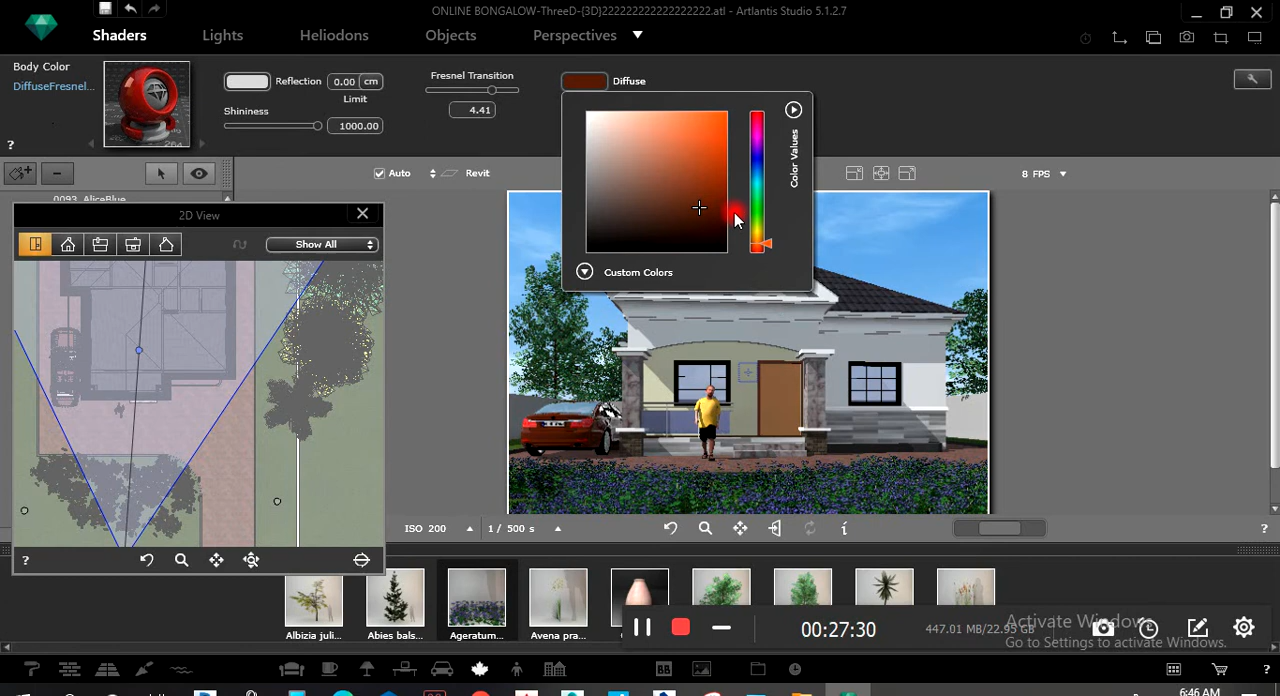 ONLINE BONGALOW-ThreeD-{3D}222222222222222222.atl - Artlantis Studio 5.1.2.7
Shaders
Lights
Heliodons
Objects
Perspectives
Body Color
DiffuseFresnel...
Reflection
0.00
cm
Limit
Shininess
1000.00
Fresnel Transition
4.41
Diffuse
Color Values
Custom Colors
?
Auto
Revit
8 FPS
0093_AliceBlue
2D View
Show All
?
ISO 200
1 / 500 s
i
?
Albizia juli...
Abies bals...
Ageratum...
Avena pra...
00:27:30
447.01 MB/22.95 GB
Activate Windows
Go to Settings to activate Windows.
BB
?
6:46 AM